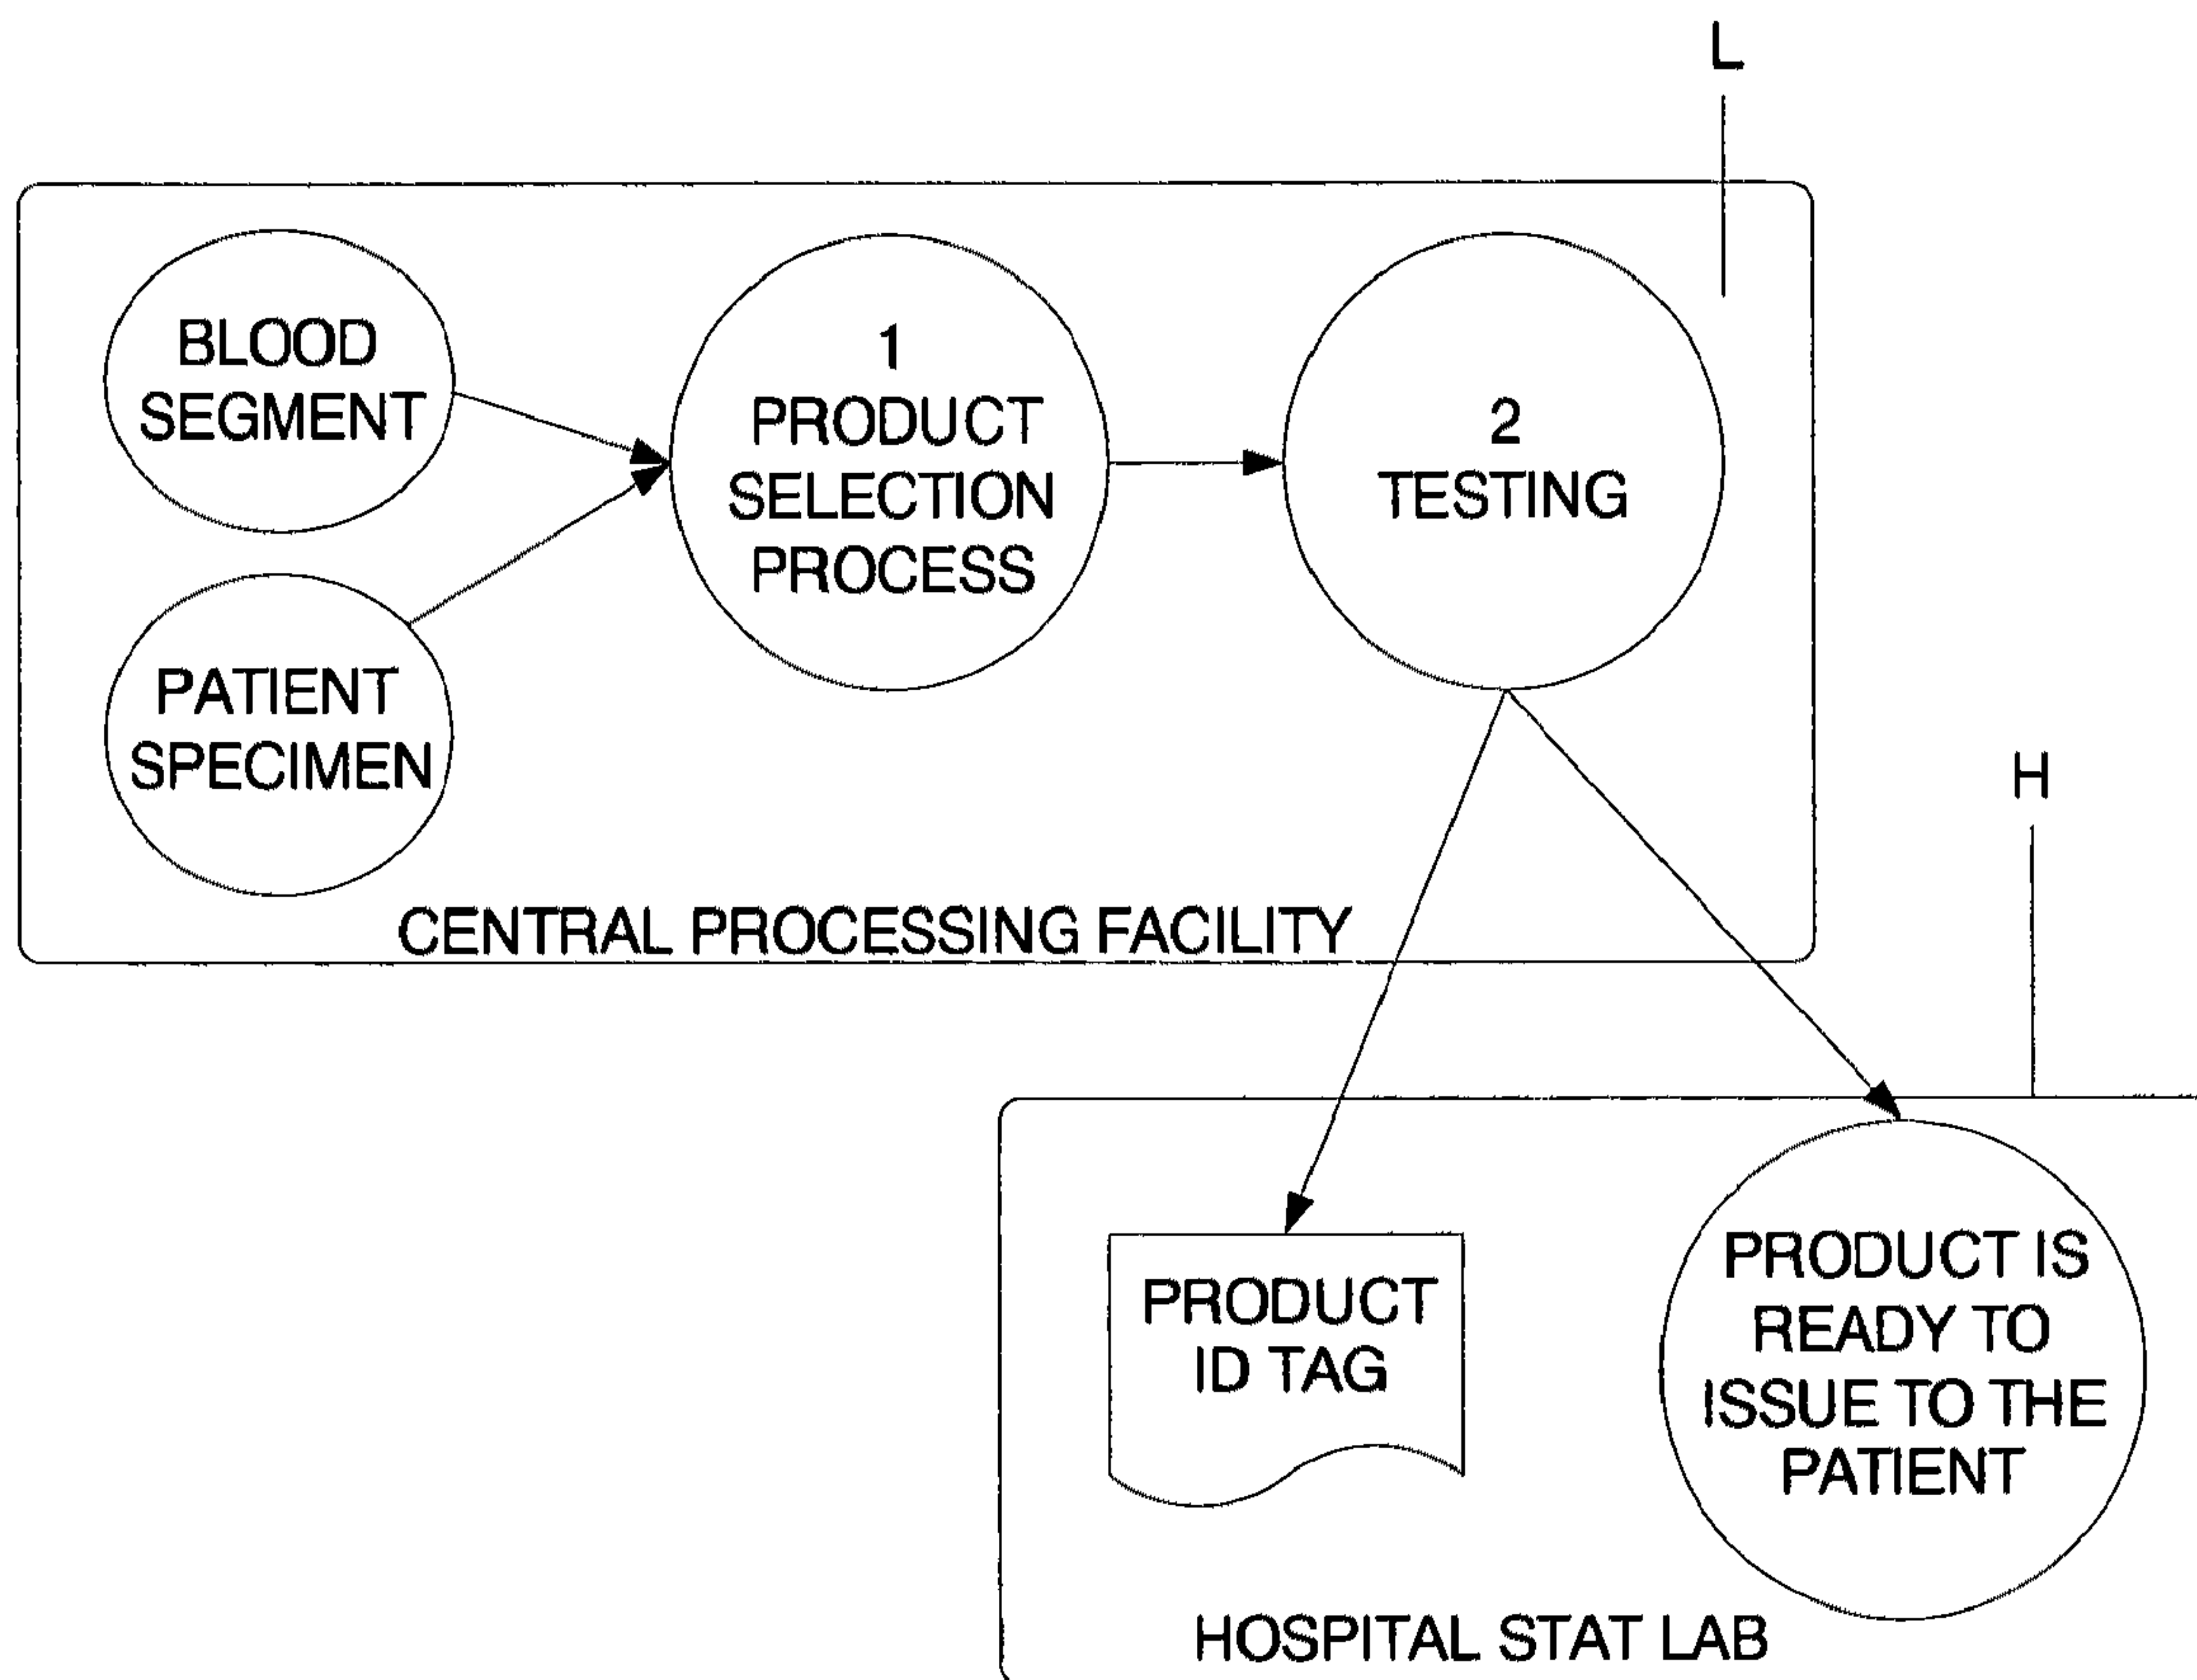 L
BLOOD
SEGMENT
1
PRODUCT
SELECTION
PROCESS
2
TESTING
PATIENT
SPECIMEN
CENTRAL PROCESSING FACILITY
H
PRODUCT
ID TAG
PRODUCT IS
READY TO
ISSUE TO THE
PATIENT
HOSPITAL STAT LAB